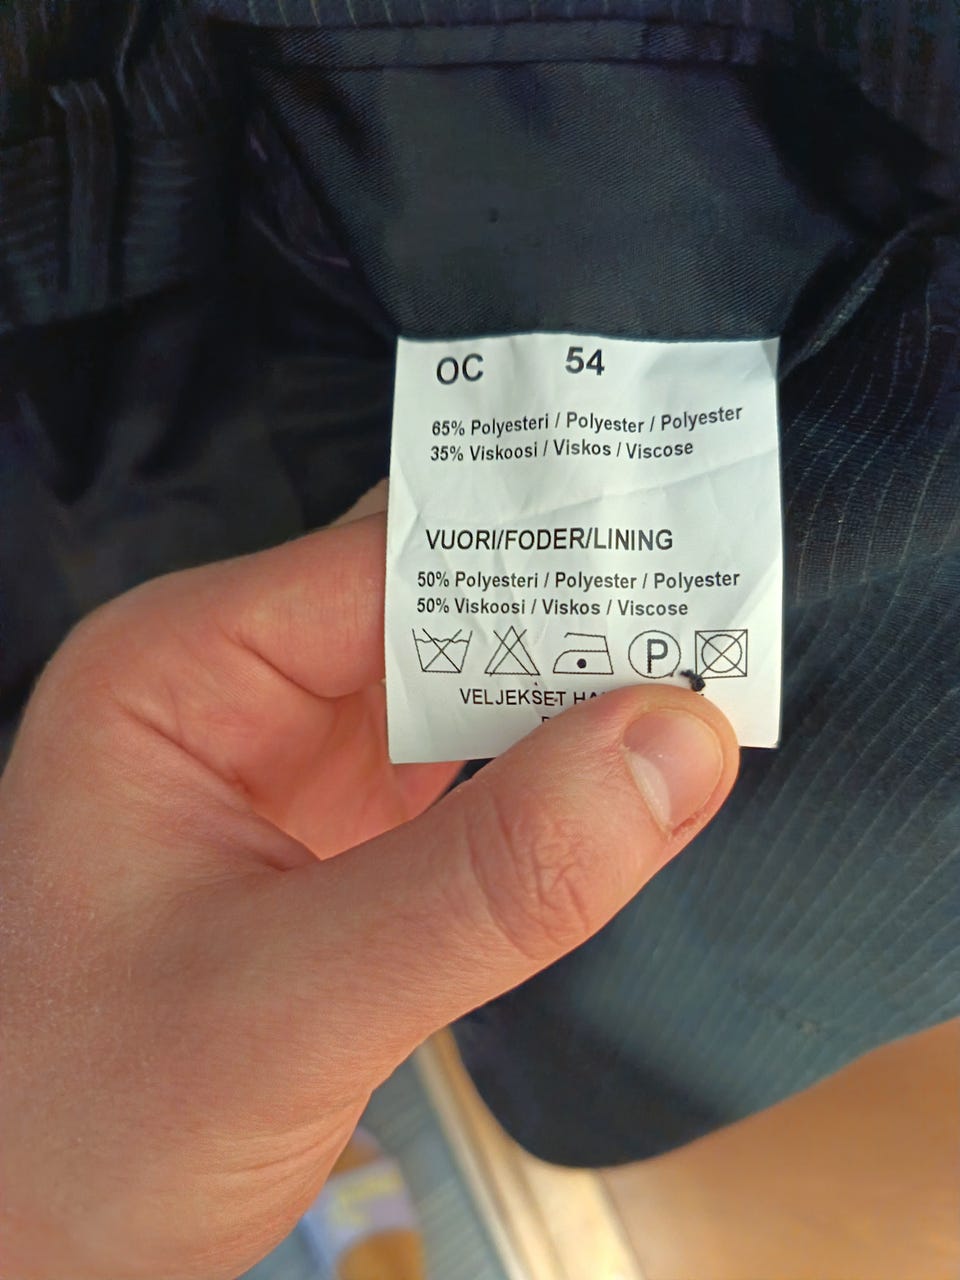 OC 54
65% Polyesteri / Polyester / Polyester
35% Viskoosi / Viskos / Viscose
VUORI/FODER/LINING
50% Polyesteri / Polyester / Polyester
50% Viskoosi / Viskos / Viscose
P
VELJEKSET